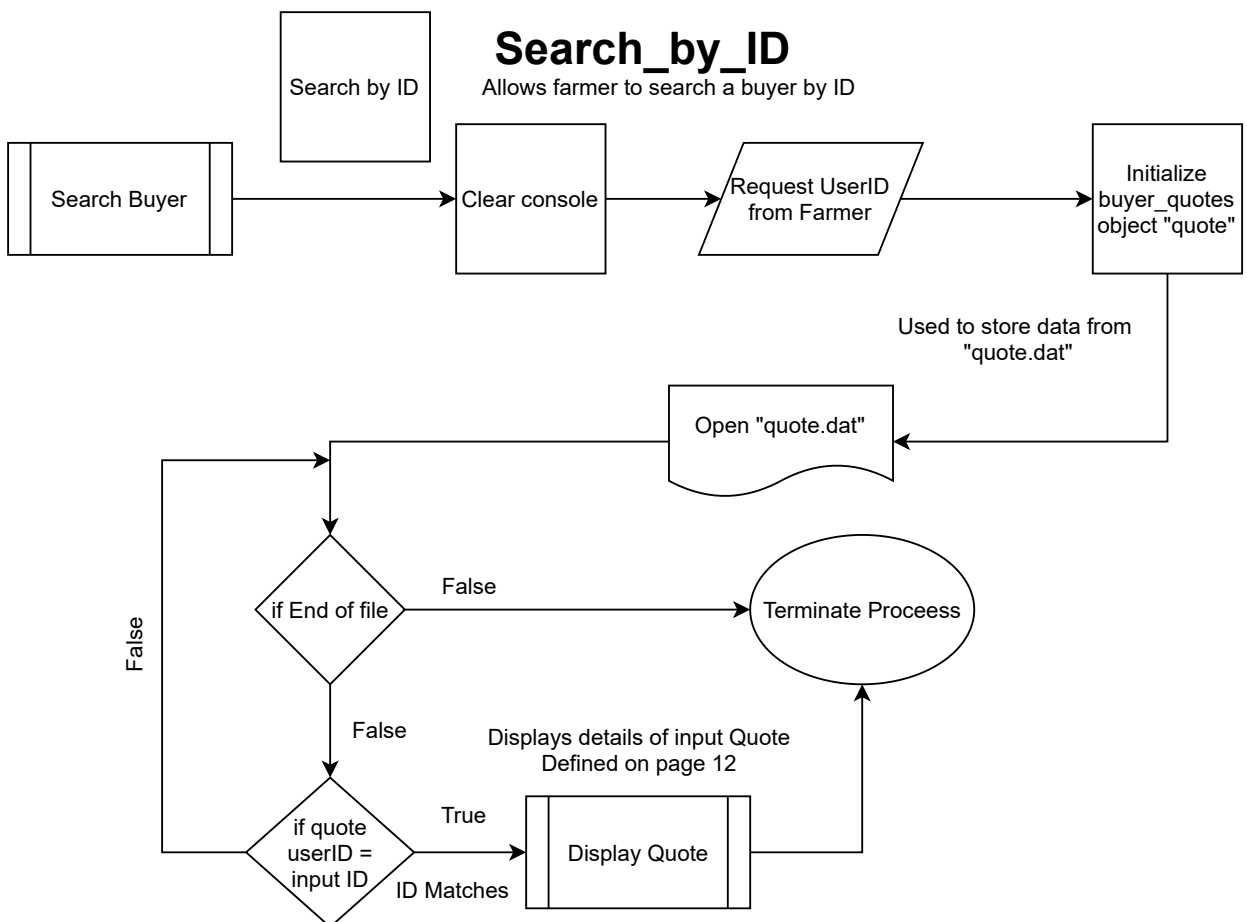 Search_by_ID
Allows farmer to search a buyer by ID
Search by ID
Search Buyer
Clear console
Request UserID
from Farmer
Initialize
buyer_quotes
object "quote"
Used to store data from
"quote.dat"
Open "quote.dat"
if End of file
False
Terminate Proceess
False
False
Displays details of input Quote
Defined on page 12
if quote
userID =
input ID
True
ID Matches
Display Quote